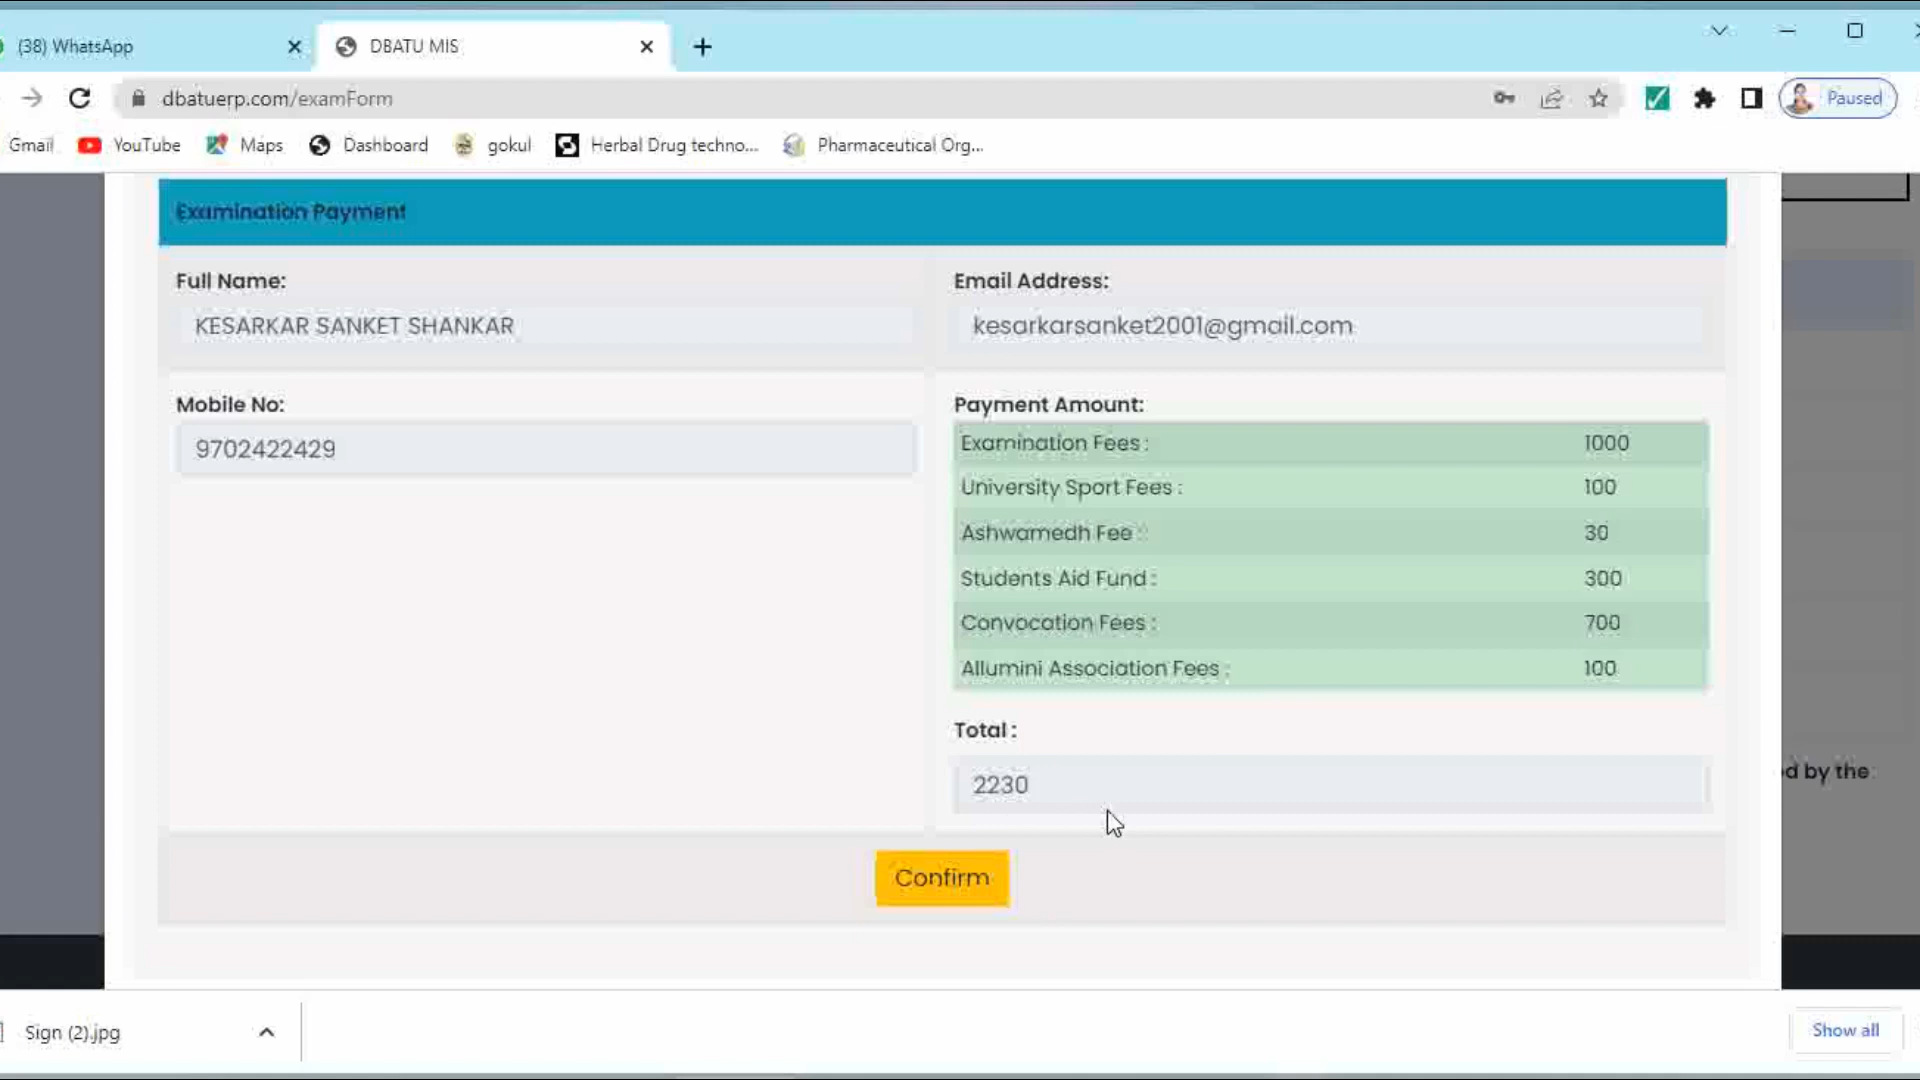 (38) WhatsApp
DBATU MIS
dbatuerp.com/examForm
Paused
Gmail
YouTube
Maps
Dashboard
gokul
Herbal Drug techno...
Pharmaceutical Org...
Examination Payment
Full Name:
Email Address:
KESARKAR SANKET SHANKAR
kesarkarsanket2001@gmail.com
Mobile No:
Payment Amount:
9702422429
Examination Fees : 1000
University Sport Fees : 100
Ashwamedh Fee : 30
Students Aid Fund : 300
Convocation Fees : 700
Allumini Association Fees : 100
Total :
2230
d by the
Confirm
Sign (2).jpg
Show all